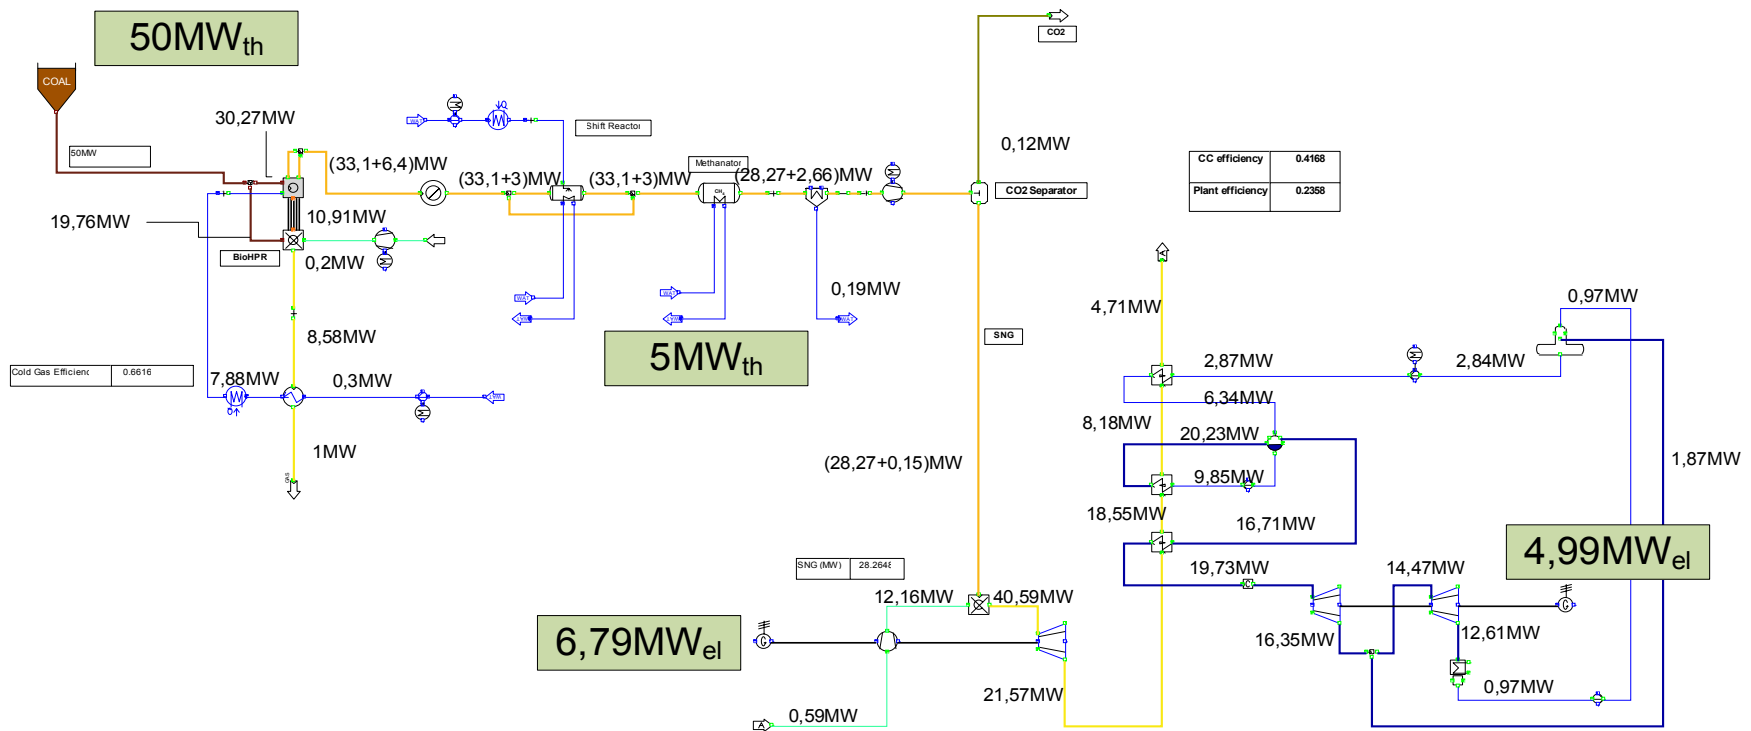 50MWth
COAL
50MW
30,27MW
19,76MW
10,91MW
BioHPR
0,2MW
8,58MW
Cold Gas Efficienc 0.6616
7,88MW
0,3MW
1MW
GAS
(33,1+6,4)MW
(33,1+3)MW
Shift Reactor
(33,1+3)MW
Methanator
CH4
(28,27+2,66)MW
0,19MW
5MWth
CO2
0,12MW
CO2 Separator
SNG
(28,27+0,15)MW
CC efficiency 0.4168
Plant efficiency 0.2358
4,71MW
2,87MW
2,84MW
0,97MW
6,34MW
8,18MW
20,23MW
9,85MW
1,87MW
18,55MW
16,71MW
4,99MWel
19,73MW
14,47MW
16,35MW
12,61MW
0,97MW
SNG (MW) 28.2648
12,16MW
40,59MW
6,79MWel
21,57MW
0,59MW